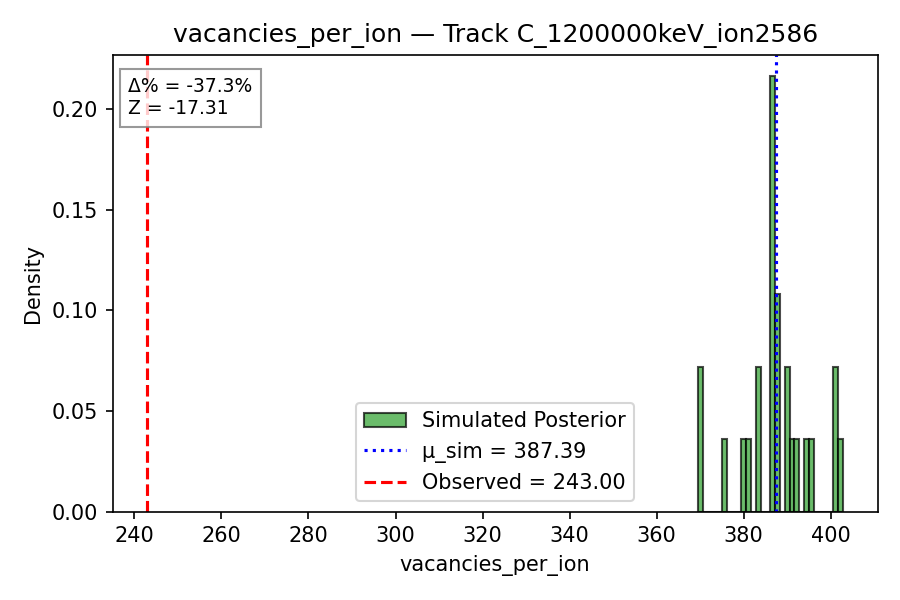 vacancies_per_ion — Track C_1200000keV_ion2586
Δ% = -37.3%
Z = -17.31
Density
0.20
0.15
0.10
0.05
0.00
Simulated Posterior
μ_sim = 387.39
Observed = 243.00
240 260 280 300 320 340 360 380 400
vacancies_per_ion